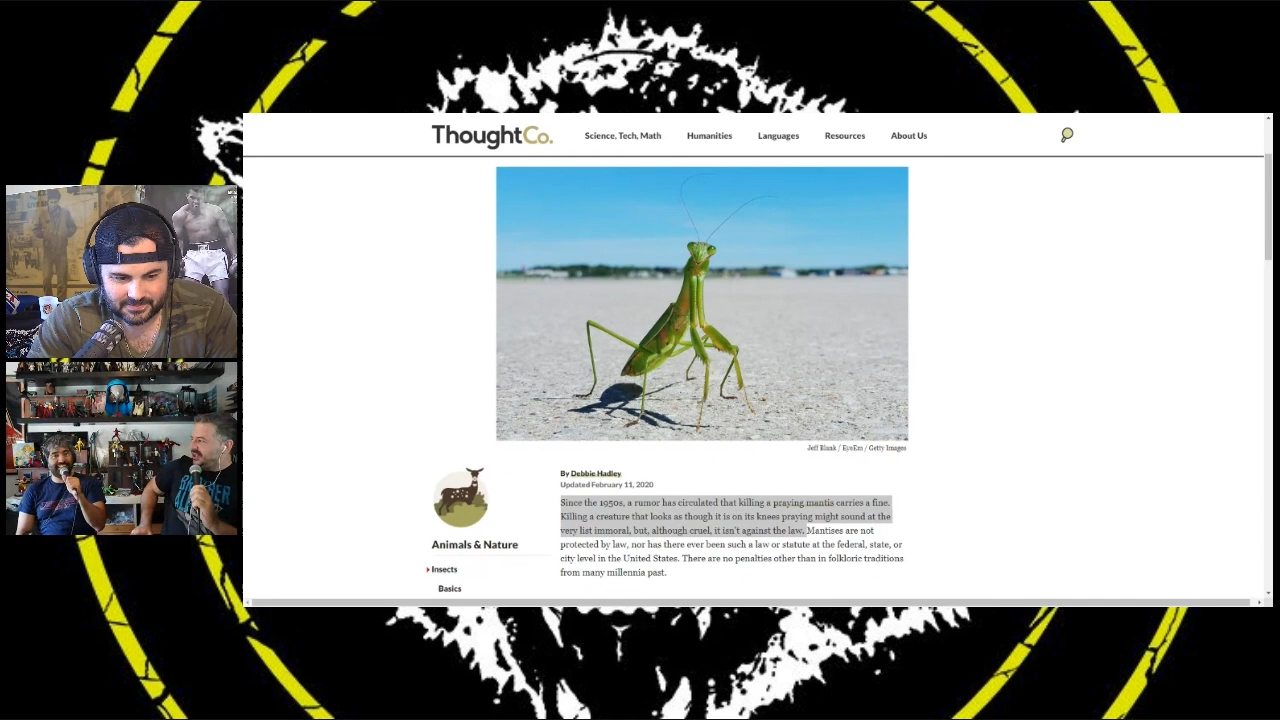 ThoughtCo.
Science, Tech, Math
Humanities
Languages
Resources
About Us
Jeff Blank / EyeEm / Getty Images
By Debbie Hadley
Updated February 11, 2020
Since the 1950s, a rumor has circulated that killing a praying mantis carries a fine.
Killing a creature that looks as though it is on its knees praying might sound at the
very list immoral, but, although cruel, it isn't against the law. Mantises are not
protected by law, nor has there ever been such a law or statute at the federal, state, or
city level in the United States. There are no penalties other than in folkloric traditions
from many millennia past.
Animals & Nature
Insects
Basics